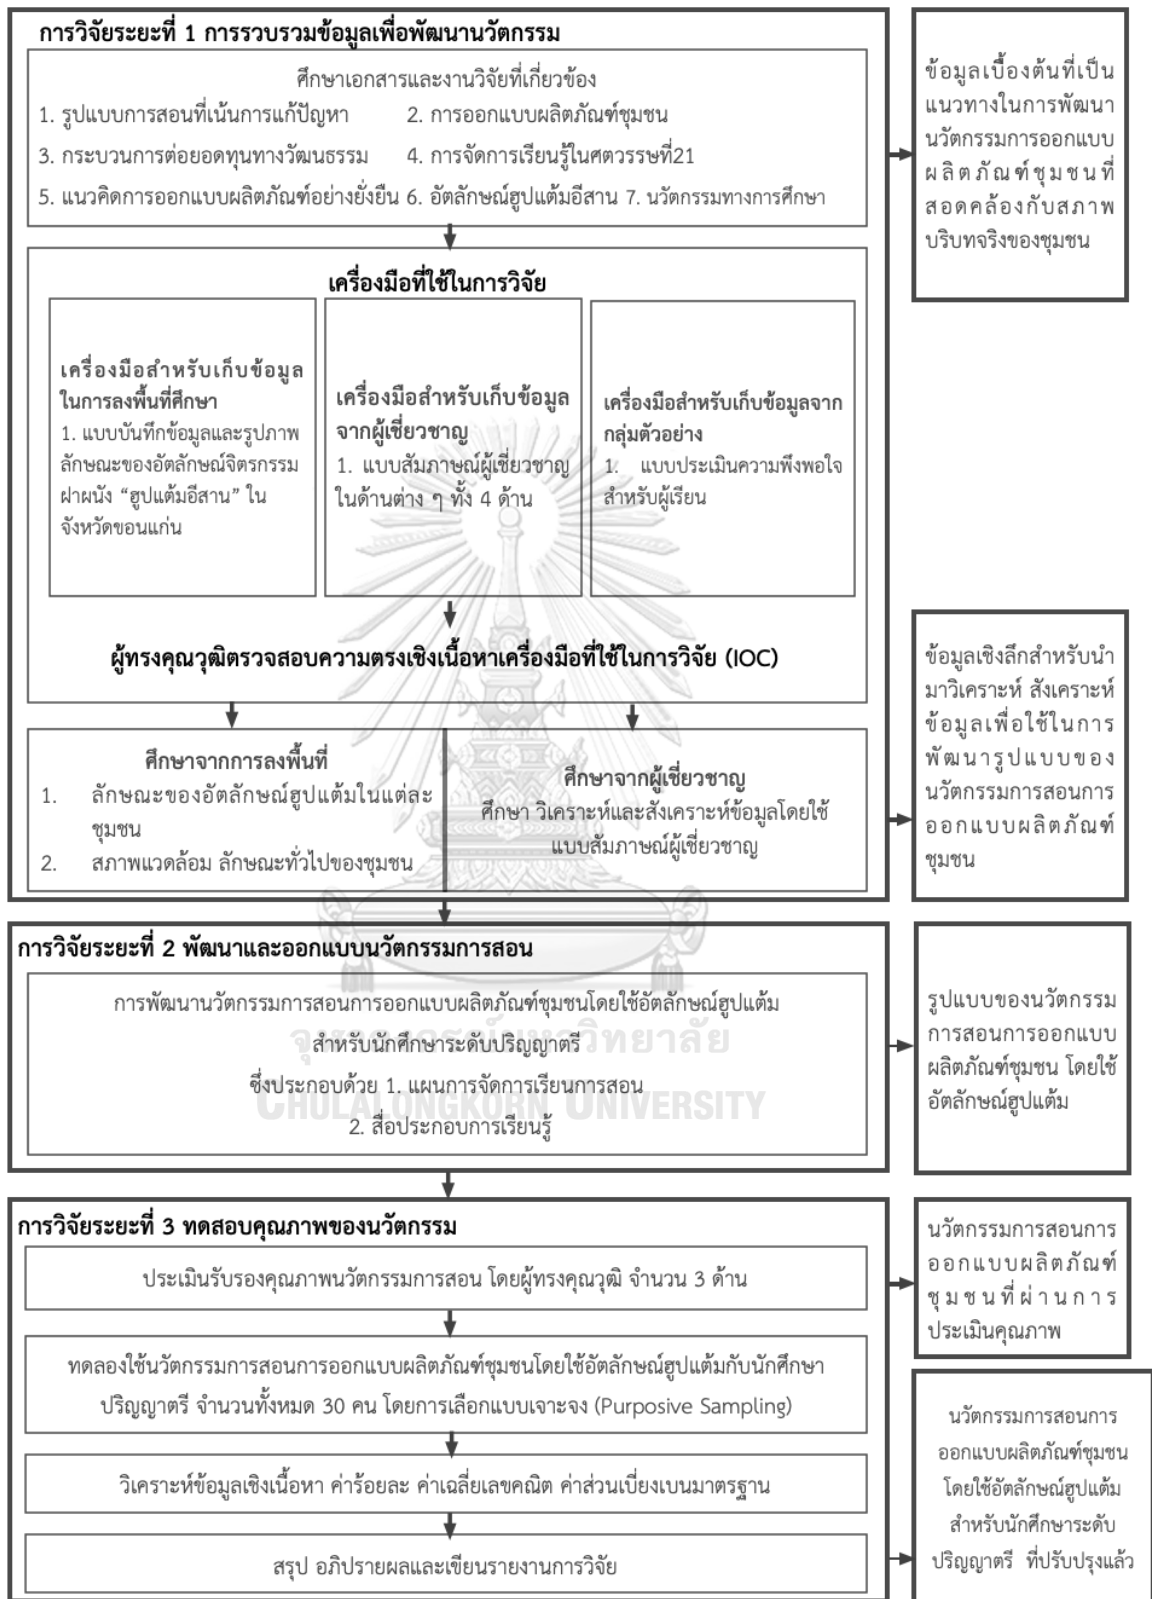 การวิจัยระยะที่ 1 การรวบรวมข้อมูลเพื่อพัฒนานวัตกรรม
ศึกษาเอกสารและงานวิจัยที่เกี่ยวข้อง
1. รูปแบบการสอนที่เน้นการแก้ปัญหา 2. การออกแบบผลิตภัณฑ์ชุมชน
3. กระบวนการต่อยอดทุนทางวัฒนธรรม 4. การจัดการเรียนรู้ในศตวรรษที่21
5. แนวคิดการออกแบบผลิตภัณฑ์อย่างยั่งยืน 6. อัตลักษณ์ฮูปแต้มอีสาน 7. นวัตกรรมทางการศึกษา
ข้อมูลเบื้องต้นที่เป็น
แนวทางในการพัฒนา
นวัตกรรมการออกแบบ
ผลิตภัณฑ์ชุมชนที่
สอดคล้องกับสภาพ
บริบทจริงของชุมชน
เครื่องมือที่ใช้ในการวิจัย
เครื่องมือสำหรับเก็บข้อมูล
ในการลงพื้นที่ศึกษา
1. แบบบันทึกข้อมูลและรูปภาพ
ลักษณะของอัตลักษณ์จิตรกรรม
ฝาผนัง “ฮูปแต้มอีสาน” ใน
จังหวัดขอนแก่น
เครื่องมือสำหรับเก็บข้อมูล
จากผู้เชี่ยวชาญ
1. แบบสัมภาษณ์ผู้เชี่ยวชาญ
ในด้านต่าง ๆ ทั้ง 4 ด้าน
เครื่องมือสำหรับเก็บข้อมูลจาก
กลุ่มตัวอย่าง
1. แบบประเมินความพึงพอใจ
สำหรับผู้เรียน
ผู้ทรงคุณวุฒิตรวจสอบความตรงเชิงเนื้อหาเครื่องมือที่ใช้ในการวิจัย (IOC)
ศึกษาจากการลงพื้นที่
1. ลักษณะของอัตลักษณ์ฮูปแต้มในแต่ละ
ชุมชน
2. สภาพแวดล้อม ลักษณะทั่วไปของชุมชน
ศึกษาจากผู้เชี่ยวชาญ
ศึกษา วิเคราะห์และสังเคราะห์ข้อมูลโดยใช้
แบบสัมภาษณ์ผู้เชี่ยวชาญ
ข้อมูลเชิงลึกสำหรับนำ
มาวิเคราะห์ สังเคราะห์
ข้อมูลเพื่อใช้ในการ
พัฒนารูปแบบของ
นวัตกรรมการสอนการ
ออกแบบผลิตภัณฑ์
ชุมชน
การวิจัยระยะที่ 2 พัฒนาและออกแบบนวัตกรรมการสอน
การพัฒนานวัตกรรมการสอนการออกแบบผลิตภัณฑ์ชุมชนโดยใช้อัตลักษณ์ฮูปแต้ม
สำหรับนักศึกษาระดับปริญญาตรี
ซึ่งประกอบด้วย 1. แผนการจัดการเรียนการสอน
2. สื่อประกอบการเรียนรู้
จุฬาลงกรณ์มหาวิทยาลัย
CHULALONGKORN UNIVERSITY
รูปแบบของนวัตกรรม
การสอนการออกแบบ
ผลิตภัณฑ์ชุมชน โดยใช้
อัตลักษณ์ฮูปแต้ม
การวิจัยระยะที่ 3 ทดสอบคุณภาพของนวัตกรรม
ประเมินรับรองคุณภาพนวัตกรรมการสอน โดยผู้ทรงคุณวุฒิ จำนวน 3 ด้าน
ทดลองใช้นวัตกรรมการสอนการออกแบบผลิตภัณฑ์ชุมชนโดยใช้อัตลักษณ์ฮูปแต้มกับนักศึกษา
ปริญญาตรี จำนวนทั้งหมด 30 คน โดยการเลือกแบบเจาะจง (Purposive Sampling)
วิเคราะห์ข้อมูลเชิงเนื้อหา ค่าร้อยละ ค่าเฉลี่ยเลขคณิต ค่าส่วนเบี่ยงเบนมาตรฐาน
สรุป อภิปรายผลและเขียนรายงานการวิจัย
นวัตกรรมการสอนการ
ออกแบบผลิตภัณฑ์
ชุมชนที่ผ่านการ
ประเมินคุณภาพ
นวัตกรรมการสอนการ
ออกแบบผลิตภัณฑ์ชุมชน
โดยใช้อัตลักษณ์ฮูปแต้ม
สำหรับนักศึกษาระดับ
ปริญญาตรี ที่ปรับปรุงแล้ว